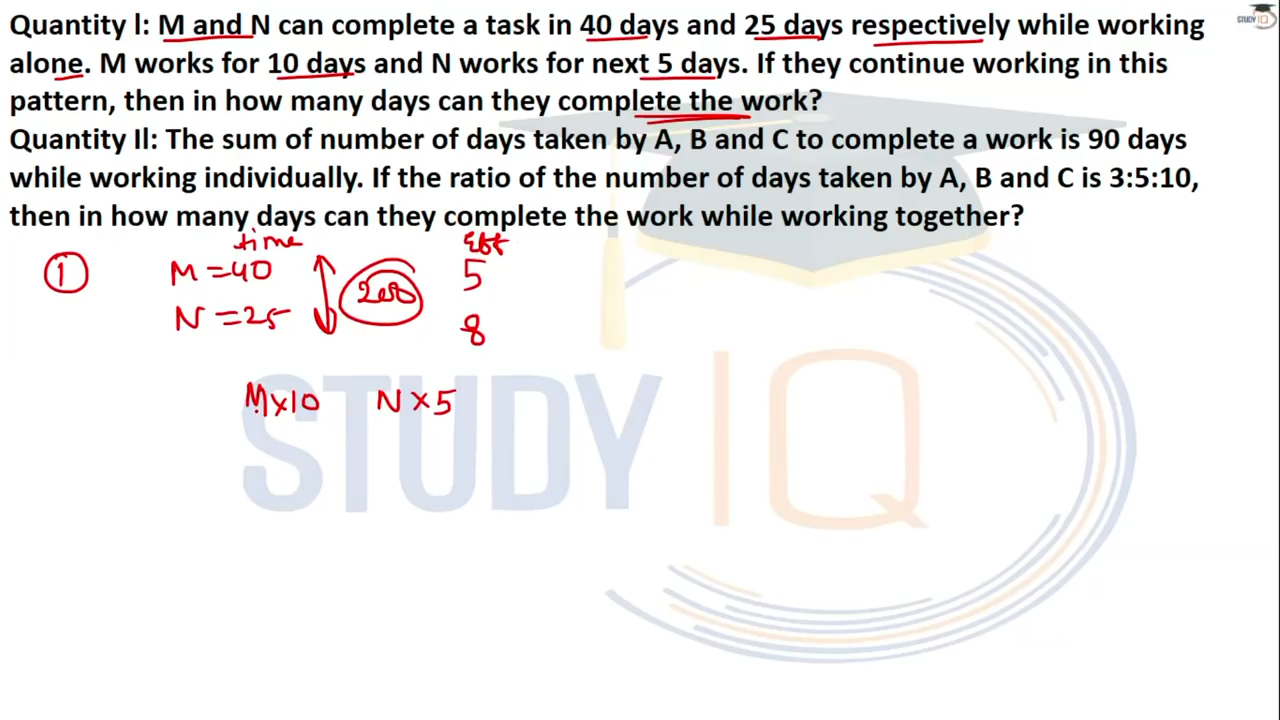 Quantity l: M and N can complete a task in 40 days and 25 days respectively while working
alone. M works for 10 days and N works for next 5 days. If they continue working in this
pattern, then in how many days can they complete the work?
Quantity Il: The sum of number of days taken by A, B and C to complete a work is 90 days
while working individually. If the ratio of the number of days taken by A, B and C is 3:5:10,
then in how many days can they complete the work while working together?
time eff
1 M = 40 200 5
N = 25 8
M×10 N×5
STUDY IQ
STUDY IQ